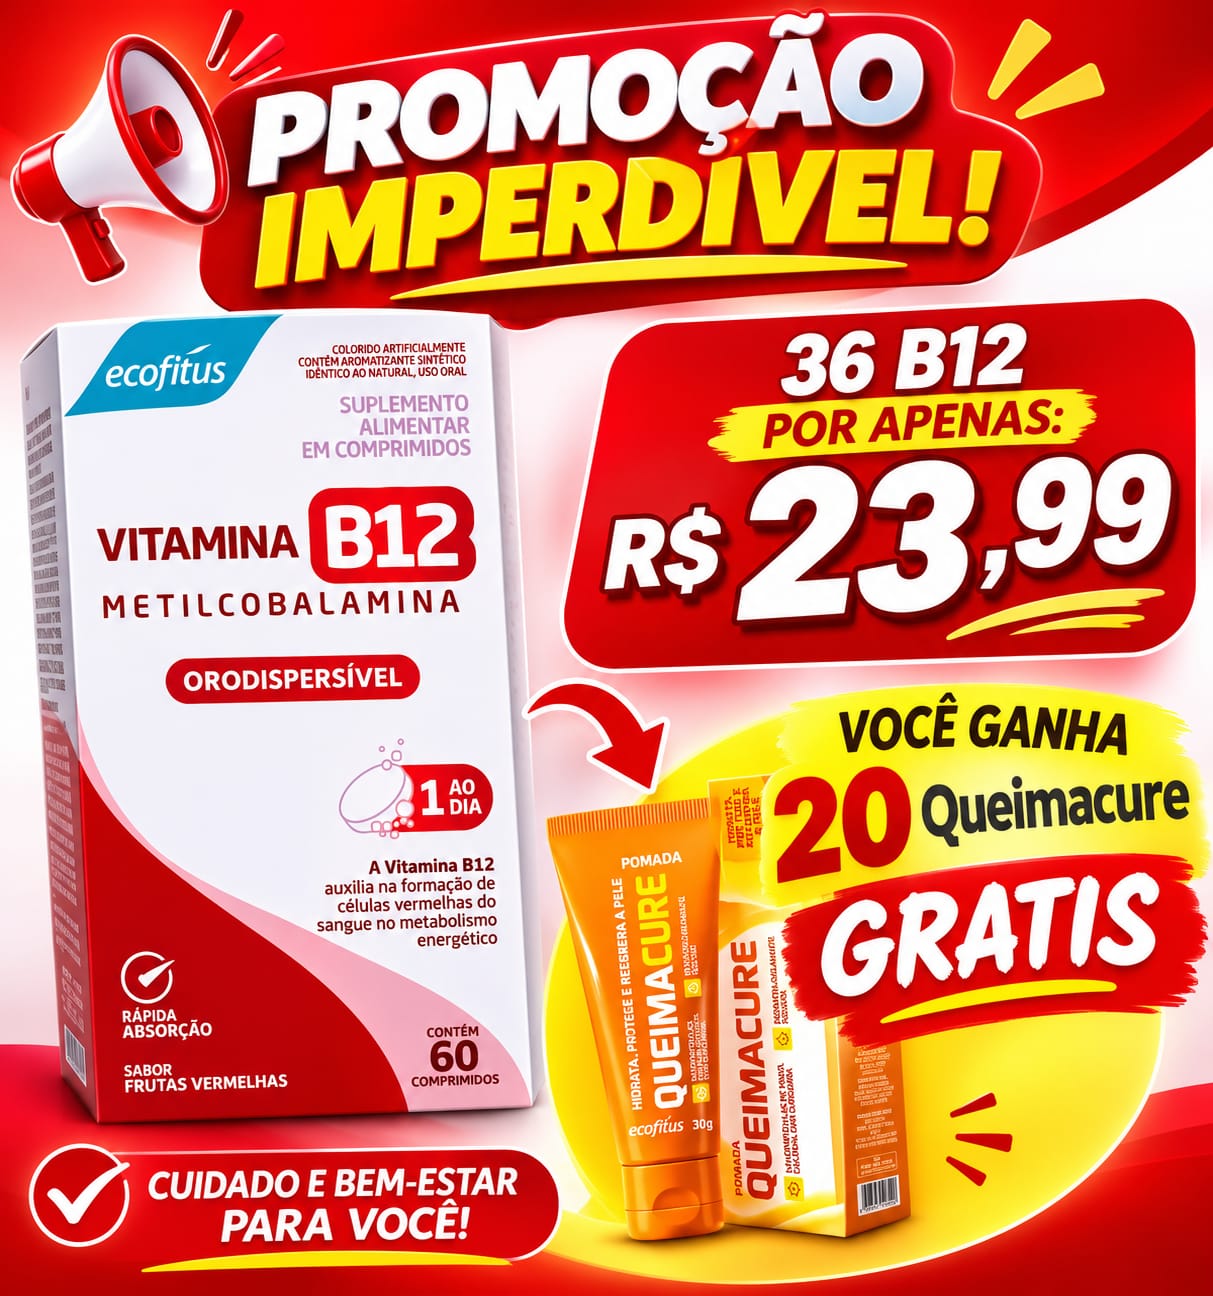 PROMOÇÃO
IMPERDÍVEL!
ecofitus
COLORIDO ARTIFICIALMENTE
CONTÉM AROMATIZANTE SINTÉTICO
IDÊNTICO AO NATURAL, USO ORAL
SUPLEMENTO
ALIMENTAR
EM COMPRIMIDOS
VITAMINA B12
METILCOBALAMINA
ORODISPERSÍVEL
1 AO
DIA
A Vitamina B12
auxilia na formação de
células vermelhas do
sangue no metabolismo
energético
RÁPIDA
ABSORÇÃO
SABOR
FRUTAS VERMELHAS
CONTÉM
60
COMPRIMIDOS
36 B12
POR APENAS:
R$ 23,99
VOCÊ GANHA
20 Queimacure
GRATIS
POMADA
QUEIMACURE
HIDRATA, PROTEGE E
A PELE
ecofitus 30g
POMADA
QUEIMACURE
CUIDADO E BEM-ESTAR
PARA VOCÊ!